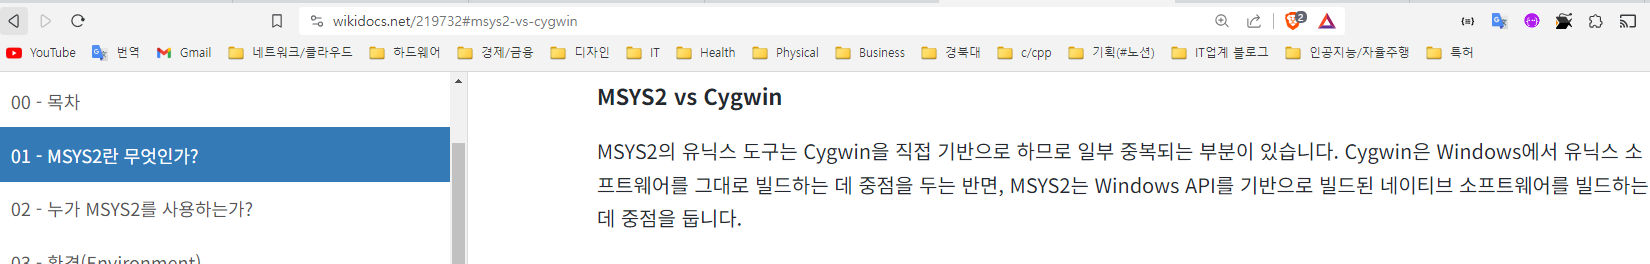 wikidocs.net/219732#msys2-vs-cygwin
2
YouTube 번역 Gmail 네트워크/클라우드 하드웨어 경제/금융 디자인 IT Health Physical Business 경북대 c/cpp 기획(#노션) IT업계 블로그 인공지능/자율주행 특허
00 - 목차
01 - MSYS2란 무엇인가?
02 - 누가 MSYS2를 사용하는가?
03 - 환경(Environment)
MSYS2 vs Cygwin
MSYS2의 유닉스 도구는 Cygwin을 직접 기반으로 하므로 일부 중복되는 부분이 있습니다. Cygwin은 Windows에서 유닉스 소
프트웨어를 그대로 빌드하는 데 중점을 두는 반면, MSYS2는 Windows API를 기반으로 빌드된 네이티브 소프트웨어를 빌드하는
데 중점을 둡니다.